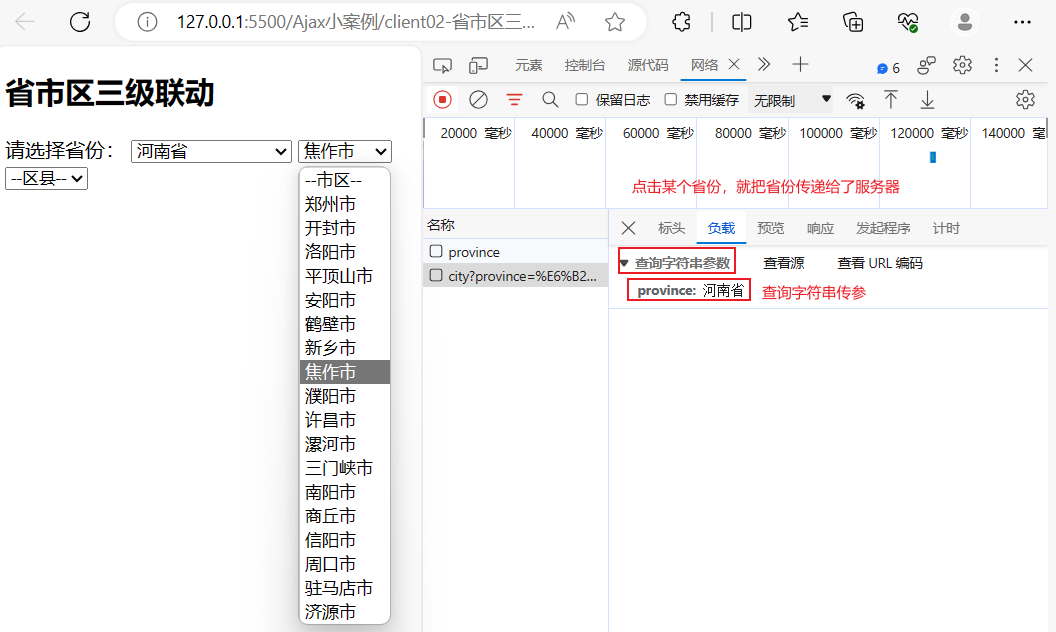 127.0.0.1:5500/Ajax小案例/client02-省市区三...
省市区三级联动
请选择省份： 河南省 焦作市
--区县--
--市区--
郑州市
开封市
洛阳市
平顶山市
安阳市
鹤壁市
新乡市
焦作市
濮阳市
许昌市
漯河市
三门峡市
南阳市
商丘市
信阳市
周口市
驻马店市
济源市
元素 控制台 源代码 网络 6
保留日志 禁用缓存 无限制
20000 毫秒 40000 毫秒 60000 毫秒 80000 毫秒 100000 毫秒 120000 毫秒 140000 毫
点击某个省份，就把省份传递给了服务器
名称
province
city?province=%E6%B2...
标头 负载 预览 响应 发起程序 计时
查询字符串参数 查看源 查看 URL 编码
province: 河南省 查询字符串传参